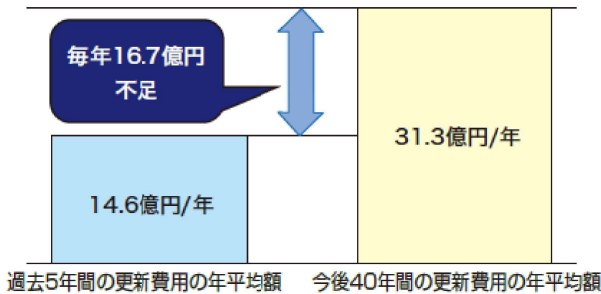 毎年16.7億円
不足
31.3億円/年
14.6億円/年
過去5年間の更新費用の年平均額
今後40年間の更新費用の年平均額